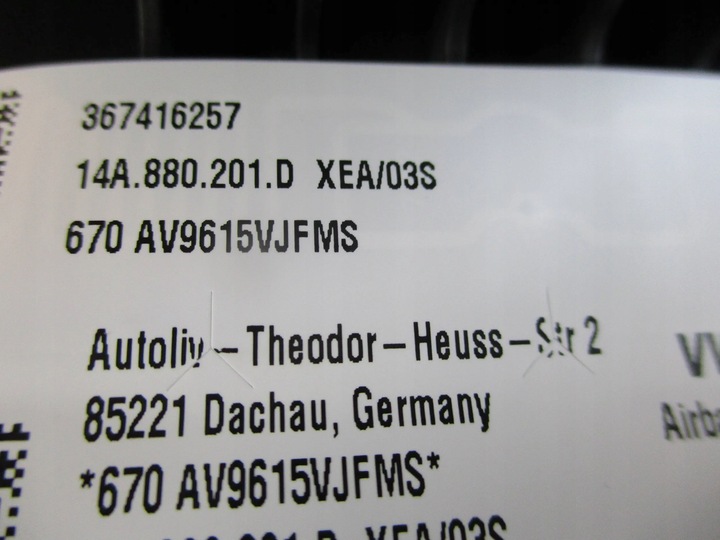 367416257
14A.880.201.D XEA/03S
670 AV9615VJFMS
Autoliv-Theodor-Heuss-Str 2
85221 Dachau, Germany
*670 AV9615VJFMS*